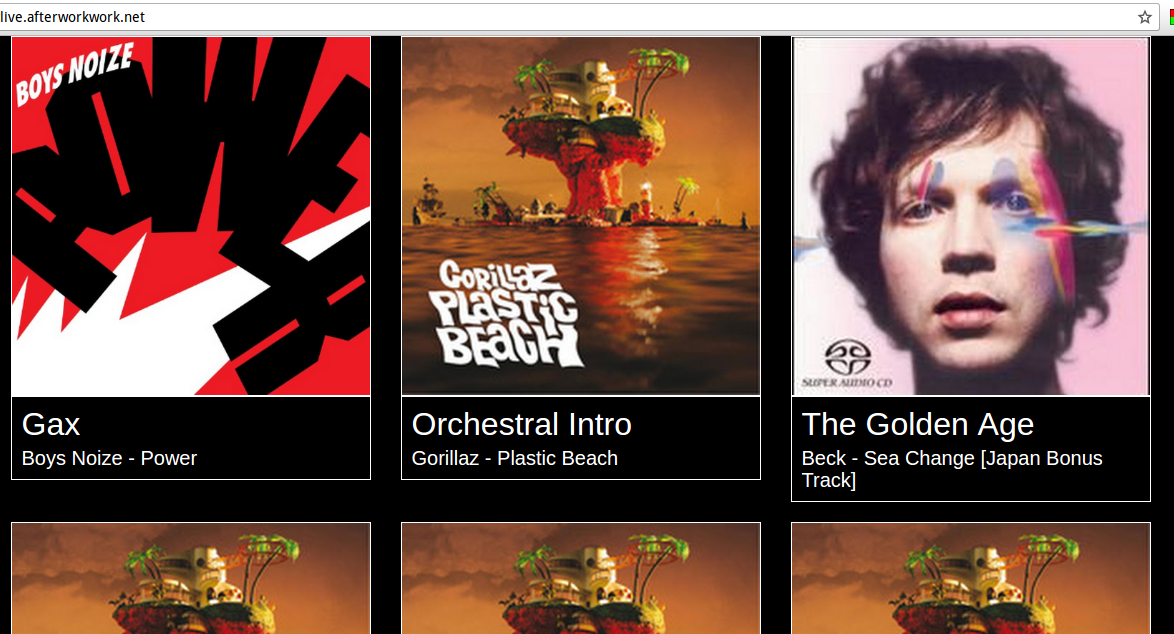 live.afterworkwork.net
BOYS NOIZE
GORILLAZ
PLASTIC
BEACH
SUPER AUDIO CD
Gax
Boys Noize - Power
Orchestral Intro
Gorillaz - Plastic Beach
The Golden Age
Beck - Sea Change [Japan Bonus
Track]